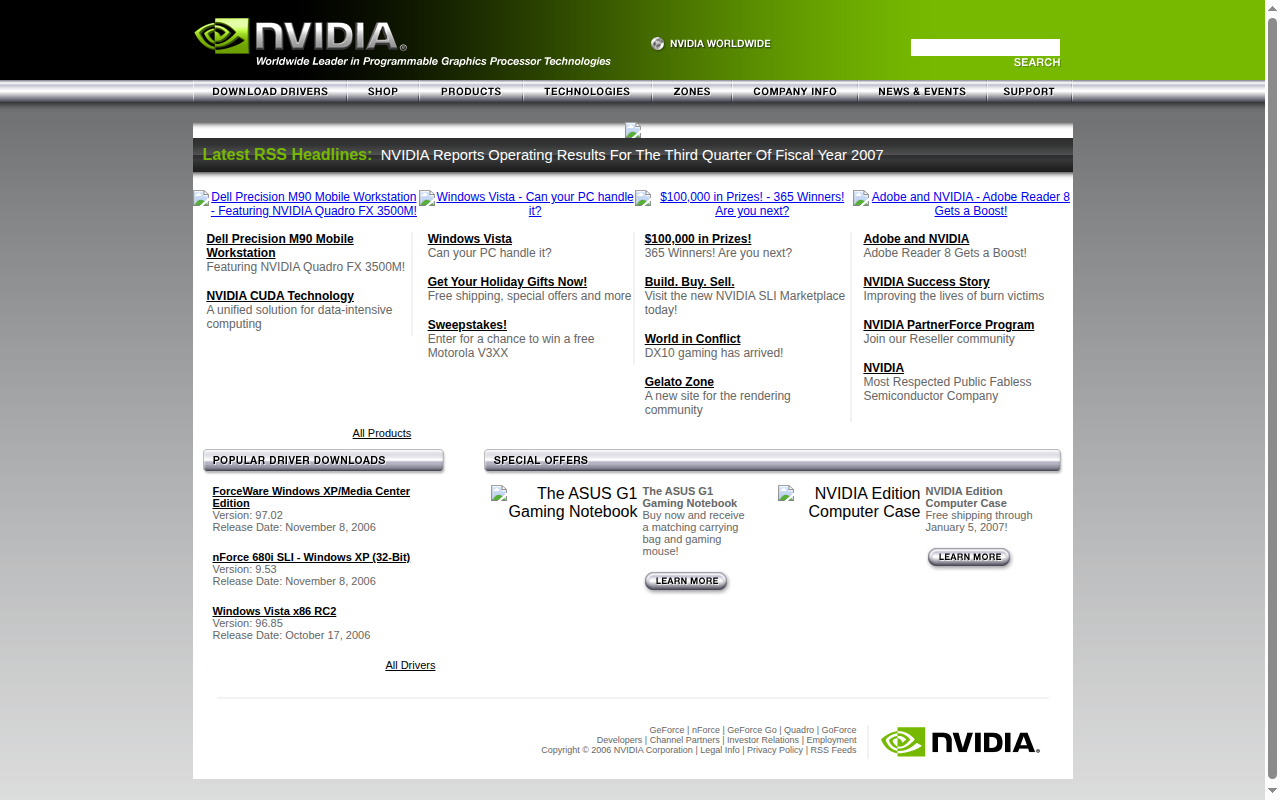 NVIDIA®
Worldwide Leader in Programmable Graphics Processor Technologies
NVIDIA WORLDWIDE
SEARCH
DOWNLOAD DRIVERS SHOP PRODUCTS TECHNOLOGIES ZONES COMPANY INFO NEWS & EVENTS SUPPORT
Latest RSS Headlines: NVIDIA Reports Operating Results For The Third Quarter Of Fiscal Year 2007
Dell Precision M90 Mobile Workstation
- Featuring NVIDIA Quadro FX 3500M!
Windows Vista - Can your PC handle
it?
$100,000 in Prizes! - 365 Winners!
Are you next?
Adobe and NVIDIA - Adobe Reader 8
Gets a Boost!
Dell Precision M90 Mobile
Workstation
Featuring NVIDIA Quadro FX 3500M!
NVIDIA CUDA Technology
A unified solution for data-intensive
computing
Windows Vista
Can your PC handle it?
Get Your Holiday Gifts Now!
Free shipping, special offers and more
Sweepstakes!
Enter for a chance to win a free
Motorola V3XX
$100,000 in Prizes!
365 Winners! Are you next?
Build. Buy. Sell.
Visit the new NVIDIA SLI Marketplace
today!
World in Conflict
DX10 gaming has arrived!
Gelato Zone
A new site for the rendering
community
Adobe and NVIDIA
Adobe Reader 8 Gets a Boost!
NVIDIA Success Story
Improving the lives of burn victims
NVIDIA PartnerForce Program
Join our Reseller community
NVIDIA
Most Respected Public Fabless
Semiconductor Company
All Products
POPULAR DRIVER DOWNLOADS
ForceWare Windows XP/Media Center
Edition
Version: 97.02
Release Date: November 8, 2006
nForce 680i SLI - Windows XP (32-Bit)
Version: 9.53
Release Date: November 8, 2006
Windows Vista x86 RC2
Version: 96.85
Release Date: October 17, 2006
All Drivers
SPECIAL OFFERS
The ASUS G1
Gaming Notebook
The ASUS G1
Gaming Notebook
Buy now and receive
a matching carrying
bag and gaming
mouse!
LEARN MORE
NVIDIA Edition
Computer Case
NVIDIA Edition
Computer Case
Free shipping through
January 5, 2007!
LEARN MORE
GeForce | nForce | GeForce Go | Quadro | GoForce
Developers | Channel Partners | Investor Relations | Employment
Copyright © 2006 NVIDIA Corporation | Legal Info | Privacy Policy | RSS Feeds
NVIDIA.